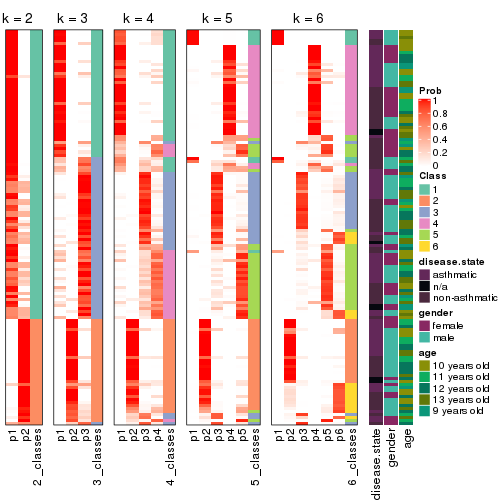 k = 2 k = 3 k = 4 k = 5 k = 6
Prob
1
0.8
0.6
0.4
0.2
0
Class
1
2
3
4
5
6
disease.state
asthmatic
n/a
non-asthmatic
gender
female
male
age
10 years old
11 years old
12 years old
13 years old
9 years old
p1 p2 2_classes p1 p2 p3 3_classes p1 p2 p3 p4 4_classes p1 p2 p3 p4 p5 5_classes p1 p2 p3 p4 p5 p6 6_classes disease.state gender age